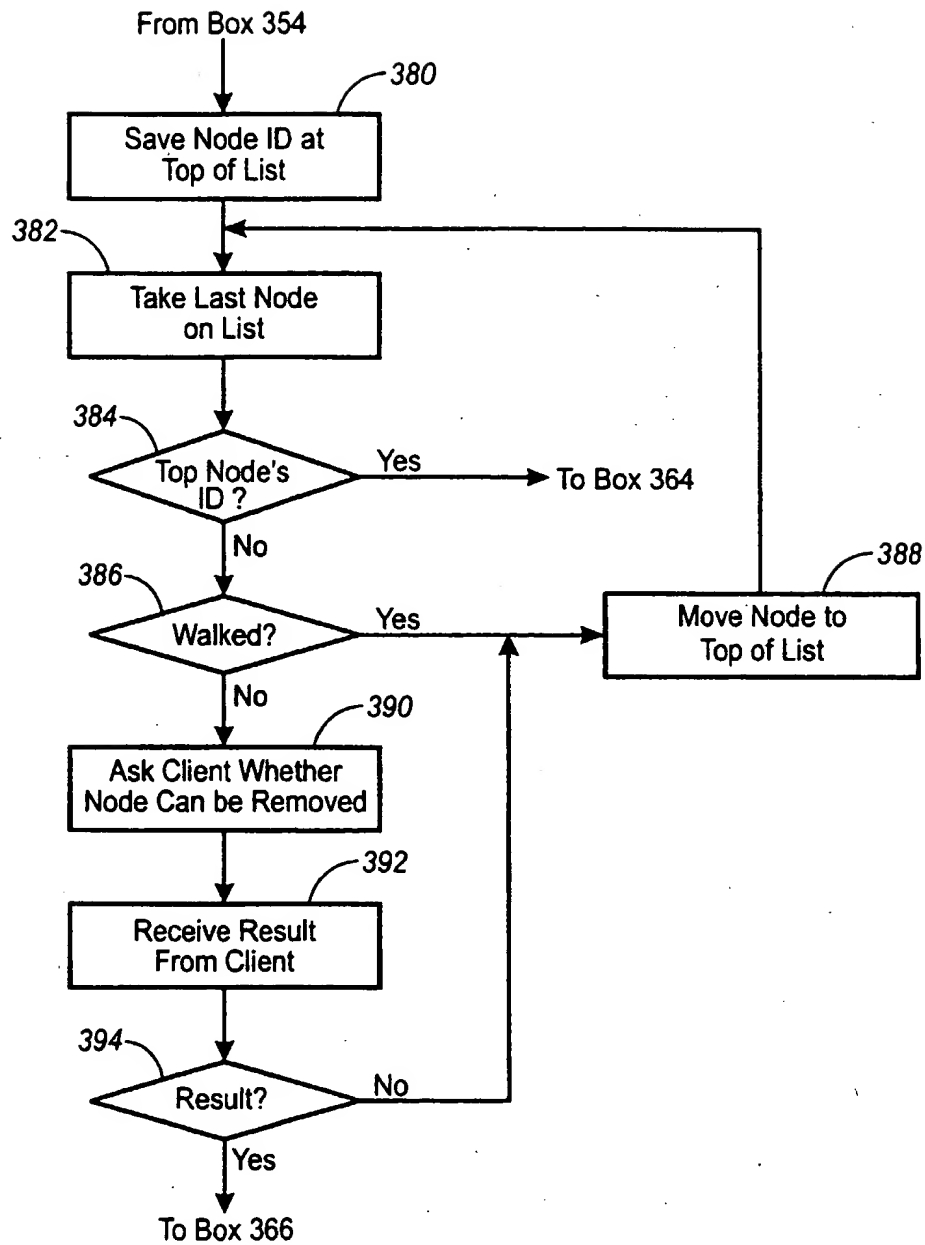 From Box 354
380
Save Node ID at
Top of List
382
Take Last Node
on List
384
Top Node's
ID ?
Yes
To Box 364
No
386
Walked?
Yes
388
Move Node to
Top of List
No
390
Ask Client Whether
Node Can be Removed
392
Receive Result
From Client
394
Result?
No
Yes
To Box 366